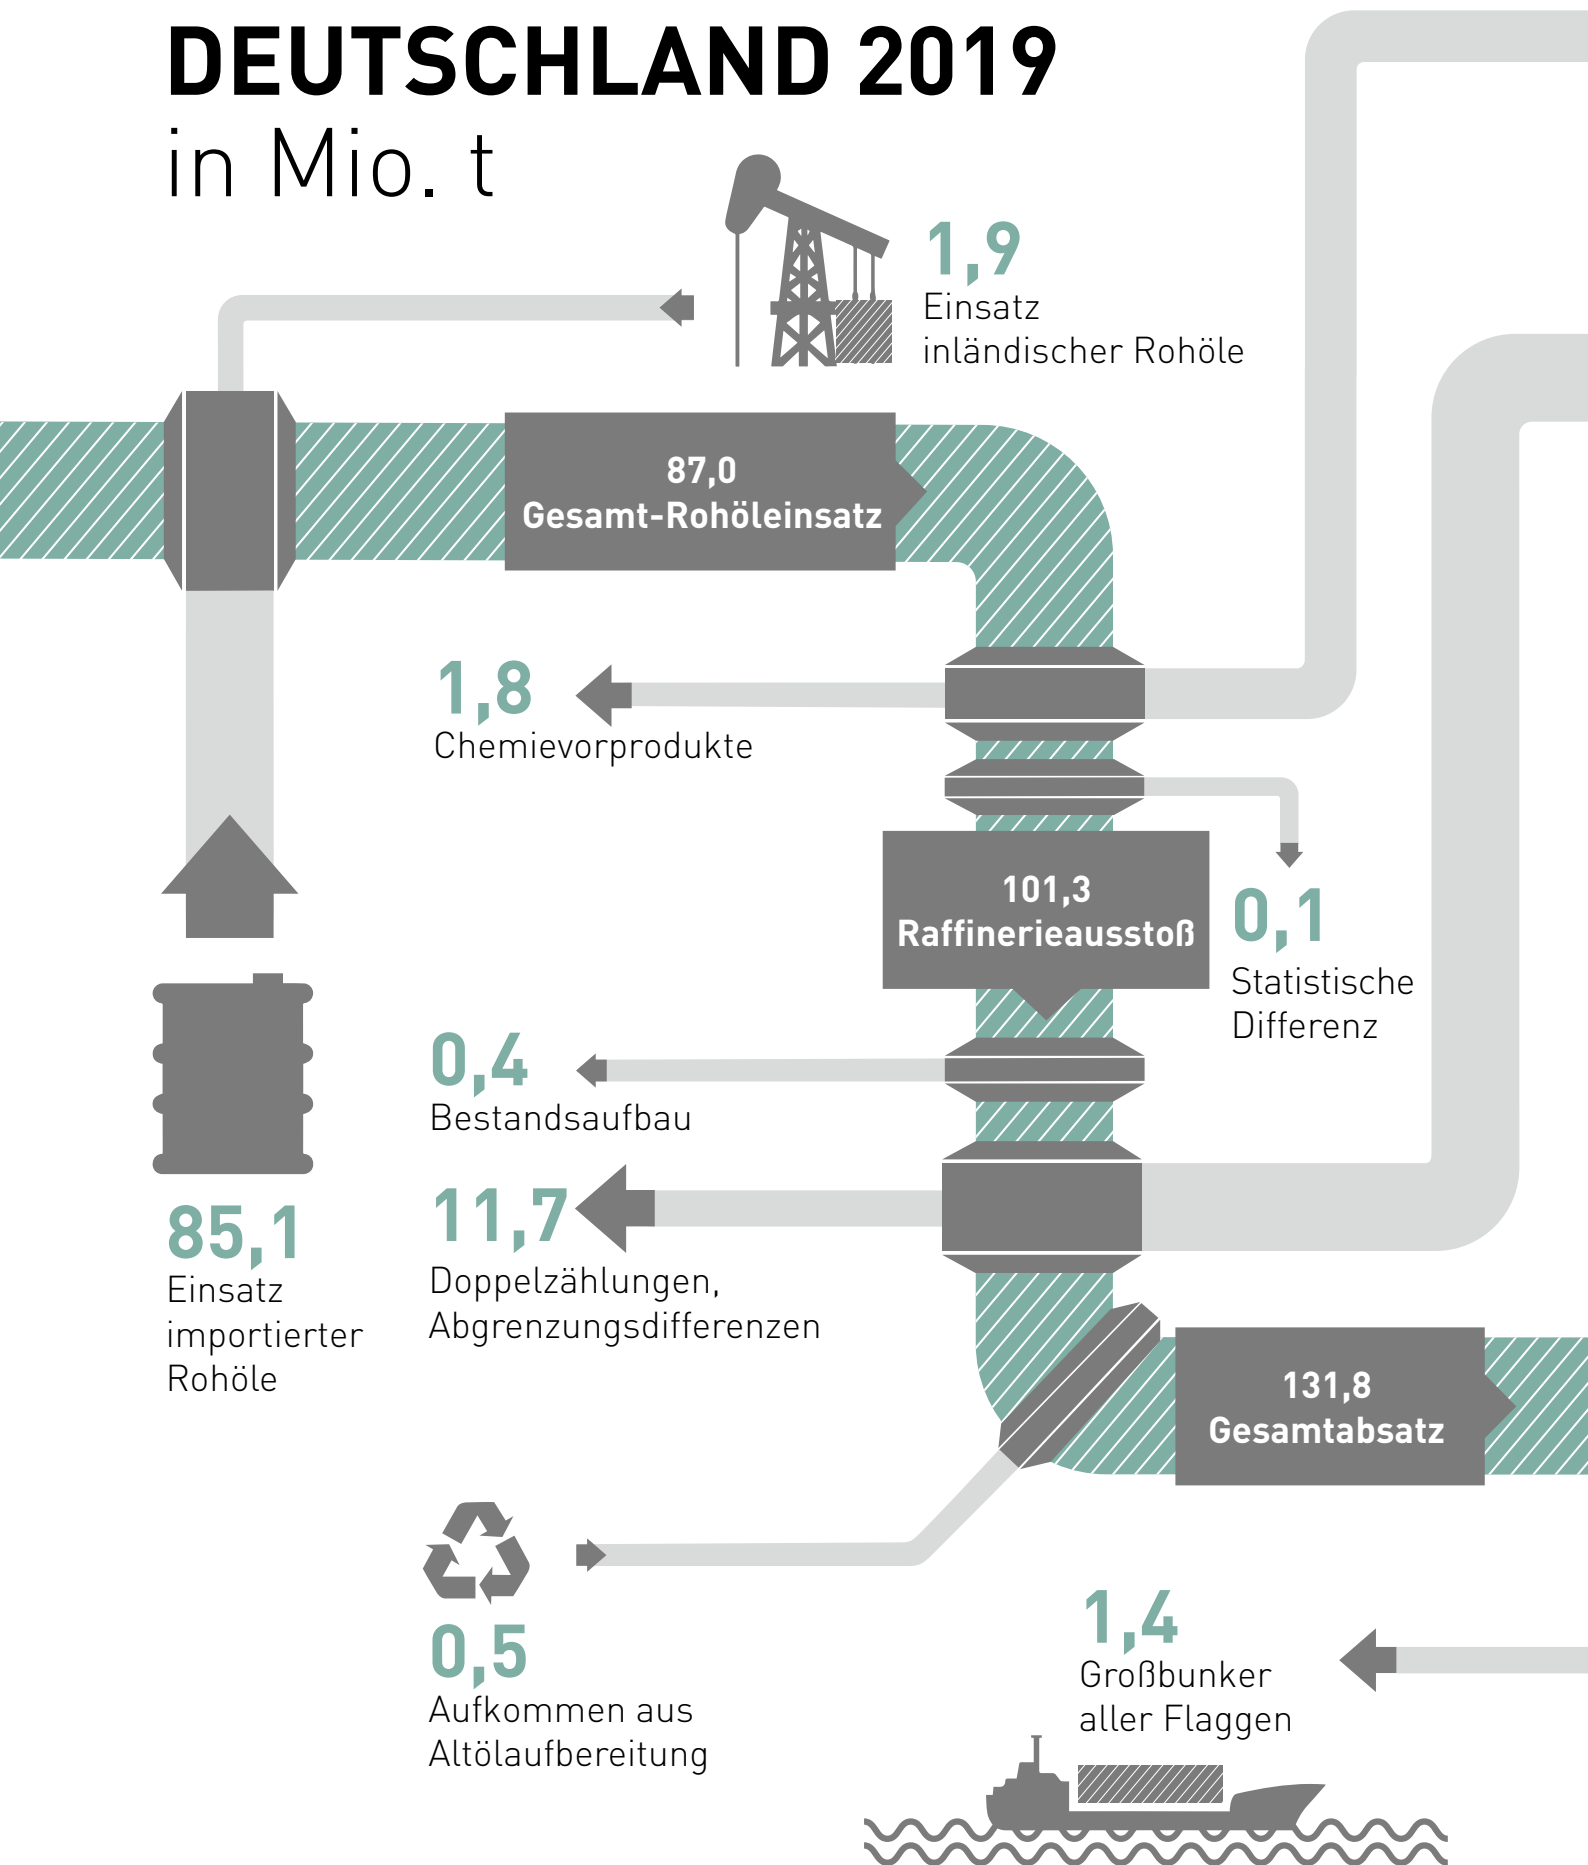 DEUTSCHLAND 2019
in Mio. t
1,9
Einsatz
inländischer Rohöle
87,0
Gesamt-Rohöleinsatz
1,8
Chemievorprodukte
101,3
Raffinerieausstoß
0,1
Statistische
Differenz
0,4
Bestandsaufbau
85,1
Einsatz
importierter
Rohöle
11,7
Doppelzählungen,
Abgrenzungsdifferenzen
131,8
Gesamtabsatz
0,5
Aufkommen aus
Altölaufbereitung
1,4
Großbunker
aller Flaggen